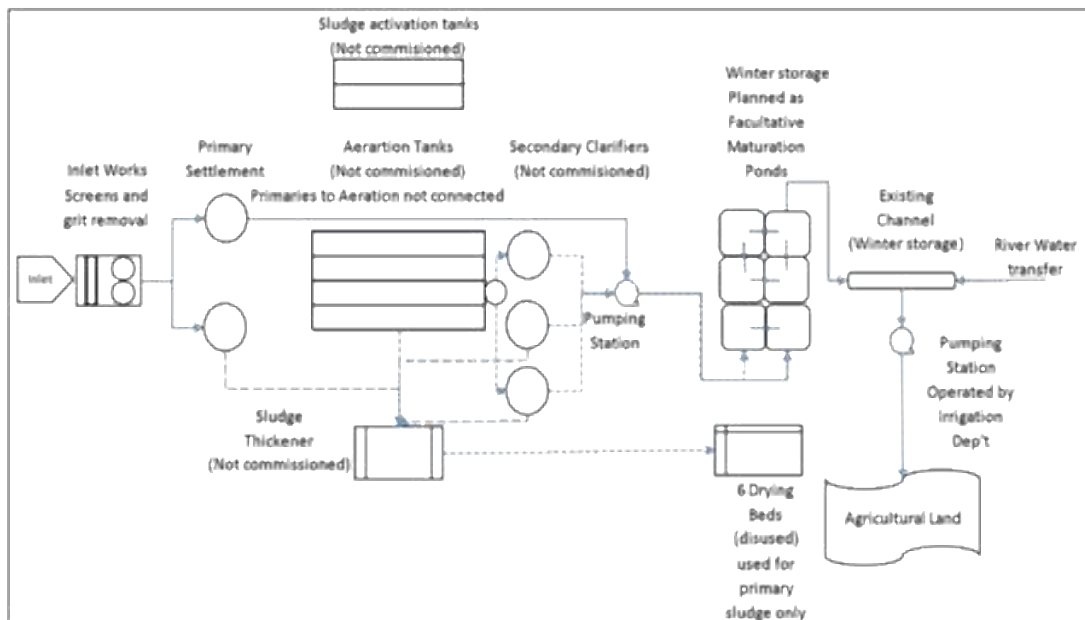 Sludge activation tanks
(Not commisioned)
Winter storage
Planned as
Facultative
Maturation
Ponds
Primary
Settlement
Aerartion Tanks
(Not commisioned)
Primaries to Aeration not connected
Secondary Clarifiers
(Not commisioned)
Inlet Works
Screens and
grit removal
Existing
Channel
(Winter storage)
River Water
transfer
Inlet
Pumping
Station
Pumping
Station
Operated by
Irrigation
Dep't
Sludge
Thickener
(Not commissioned)
6 Drying
Beds
(disused)
used for
primary
sludge only
Agricultural Land